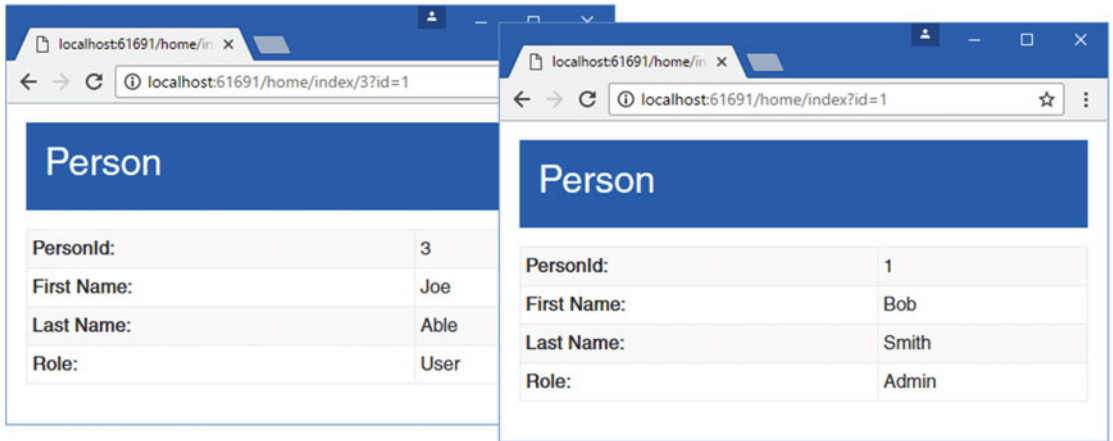 localhost:61691/home/in
localhost:61691/home/index/3?id=1
Person
PersonId: 3
First Name: Joe
Last Name: Able
Role: User
localhost:61691/home/in
localhost:61691/home/index?id=1
Person
PersonId: 1
First Name: Bob
Last Name: Smith
Role: Admin